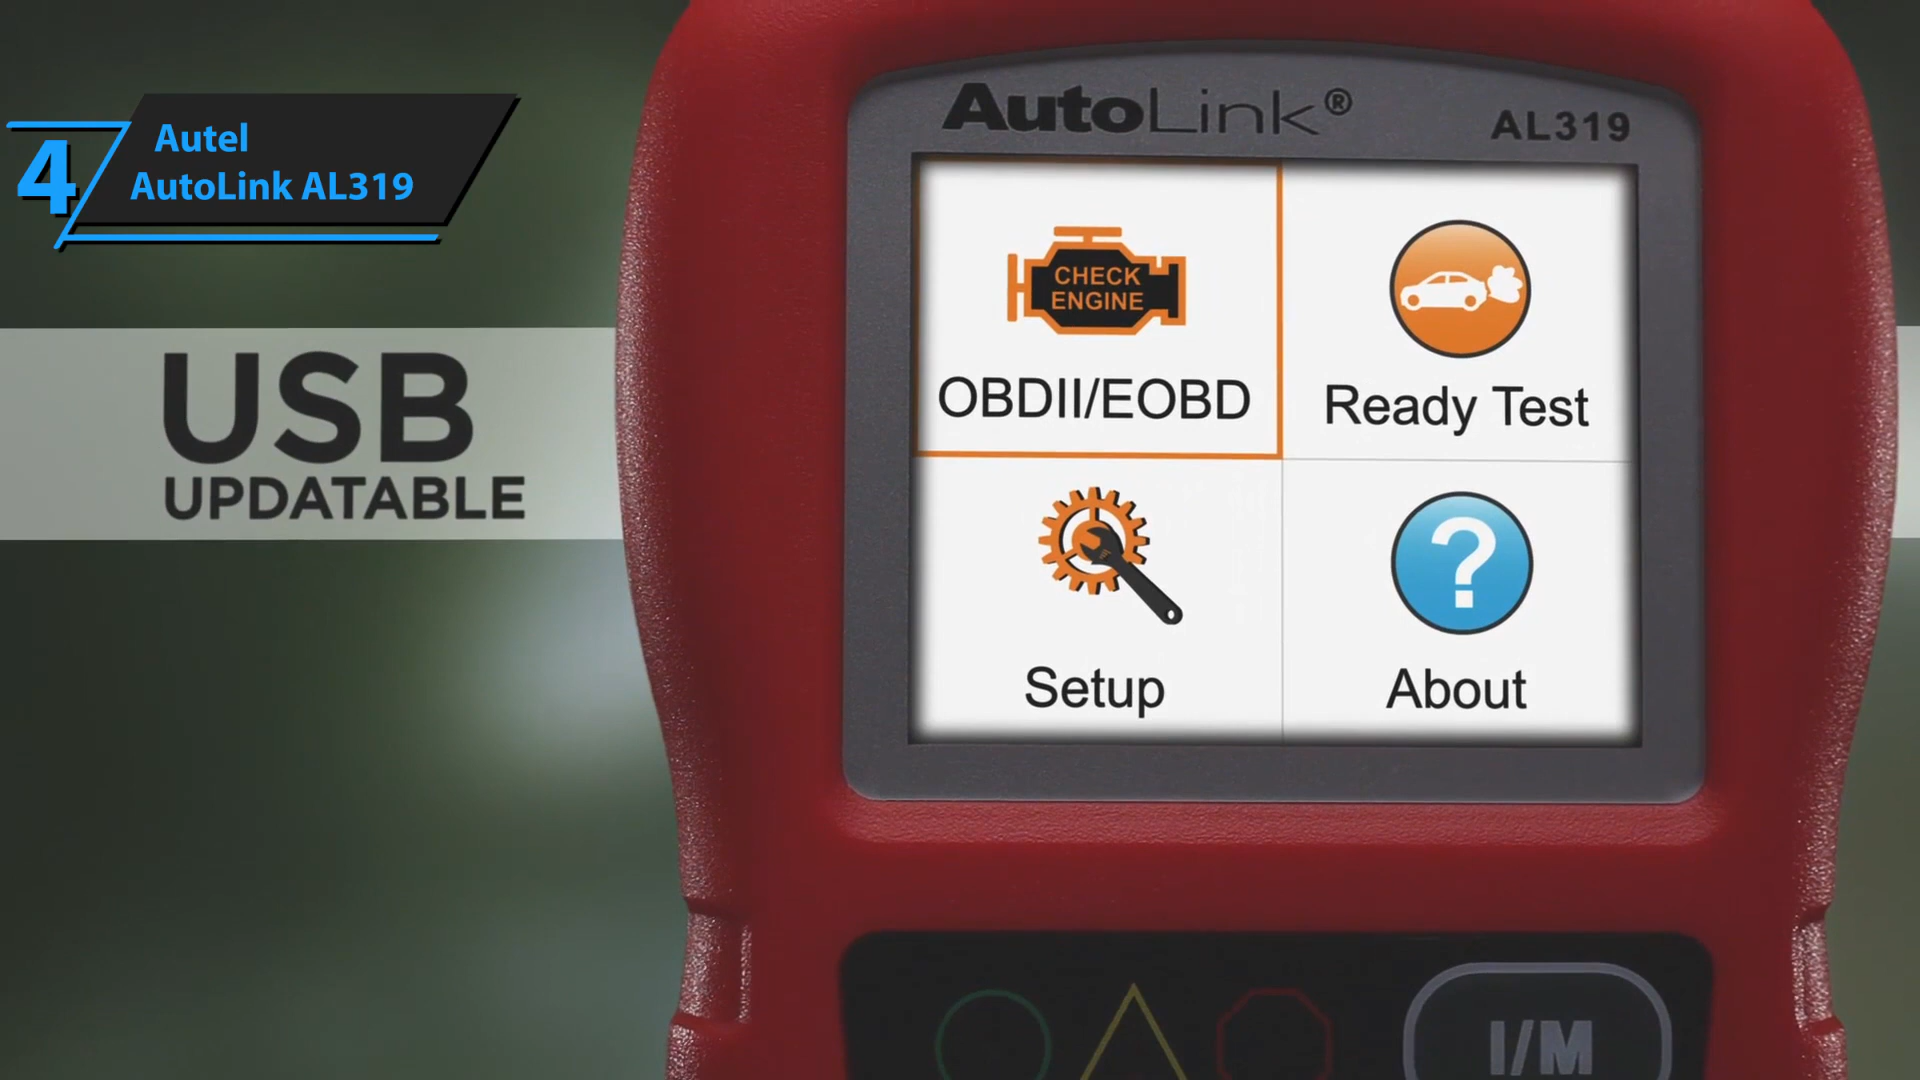 4
Autel
AutoLink AL319
USB
UPDATABLE
AutoLink®
AL319
CHECK
ENGINE
OBDII/EOBD
Ready Test
Setup
?
About
I/M